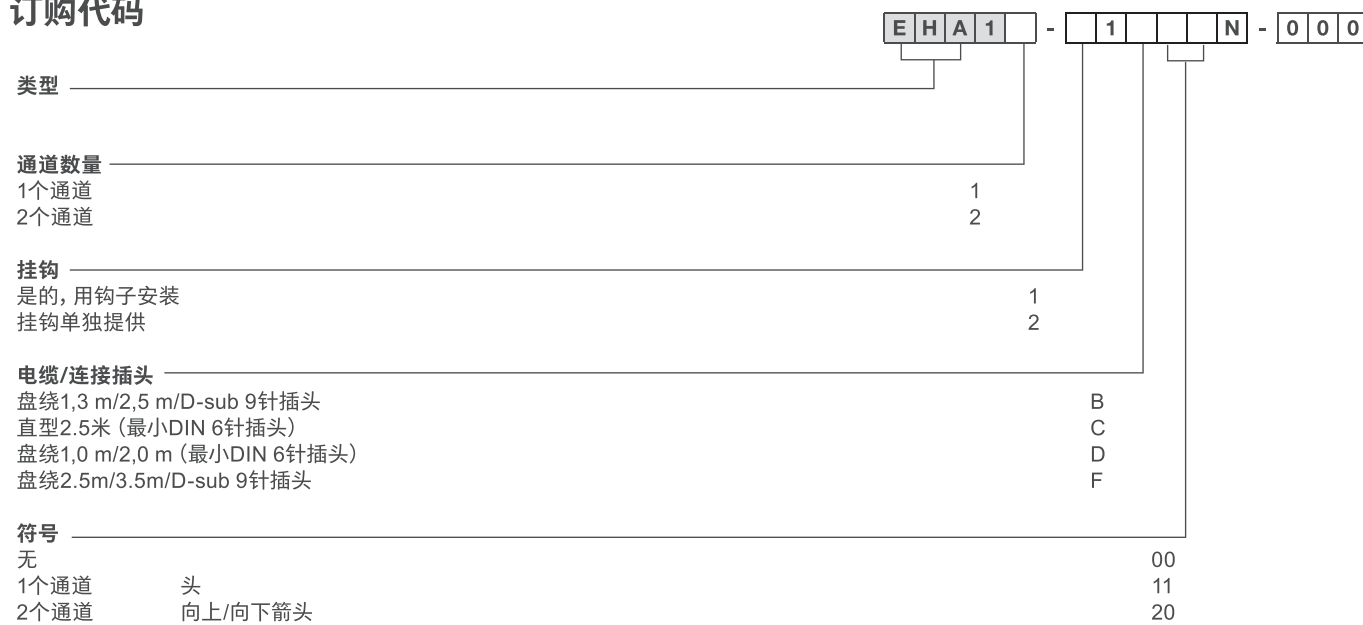 订购代码
EHA1 - 1 N - 000
类型
通道数量
1个通道 1
2个通道 2
挂钩
是的，用钩子安装 1
挂钩单独提供 2
电缆/连接插头
盘绕1,3 m/2,5 m/D-sub 9针插头 B
直型2.5米（最小DIN 6针插头） C
盘绕1,0 m/2,0 m（最小DIN 6针插头） D
盘绕2.5m/3.5m/D-sub 9针插头 F
符号
无 00
1个通道 头 11
2个通道 向上/向下箭头 20